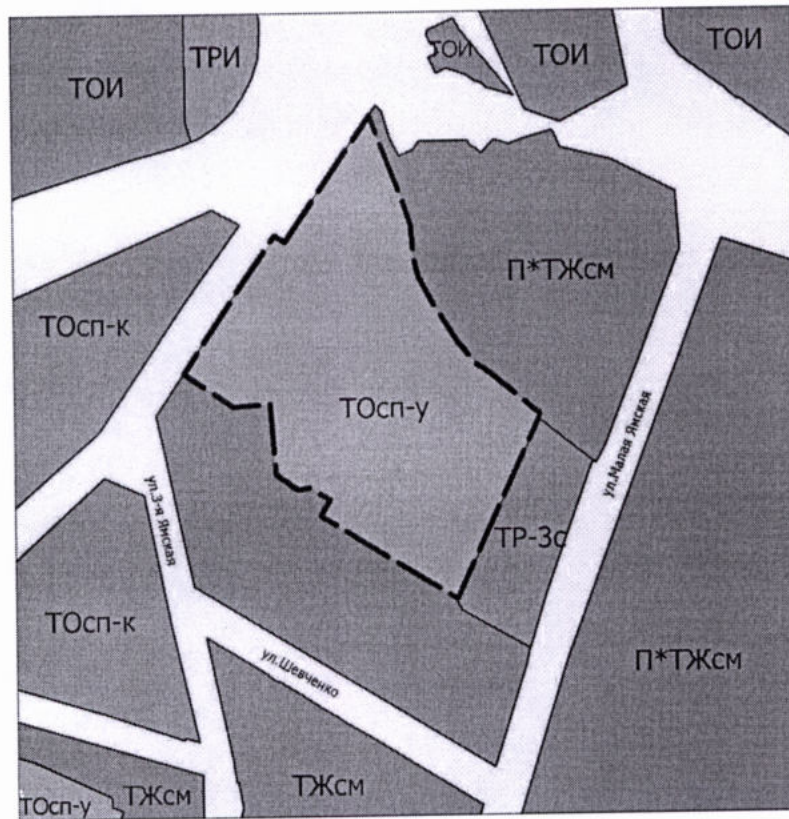 ТОИ
ТРИ
ТОИ
ТОИ
ТОИ
П*ТЖсм
ТОсп-к
ТОсп-у
ул.Малая Ямская
ул.3-я Ямская
ТР-3с
ТОсп-к
ул.Шевченко
П*ТЖсм
ТЖсм
ТЖсм
ТОсп-у